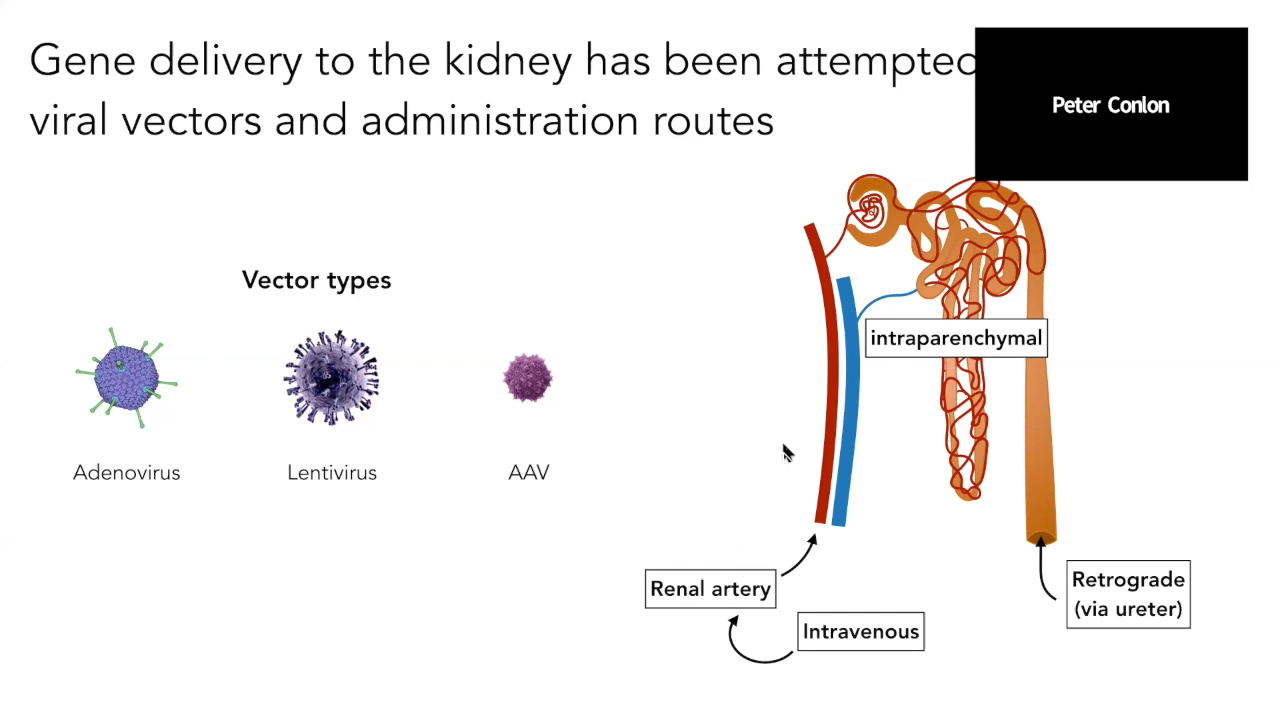 Gene delivery to the kidney has been attempted
viral vectors and administration routes
Peter Conlon
Vector types
Adenovirus
Lentivirus
AAV
intraparenchymal
Renal artery
Intravenous
Retrograde
(via ureter)